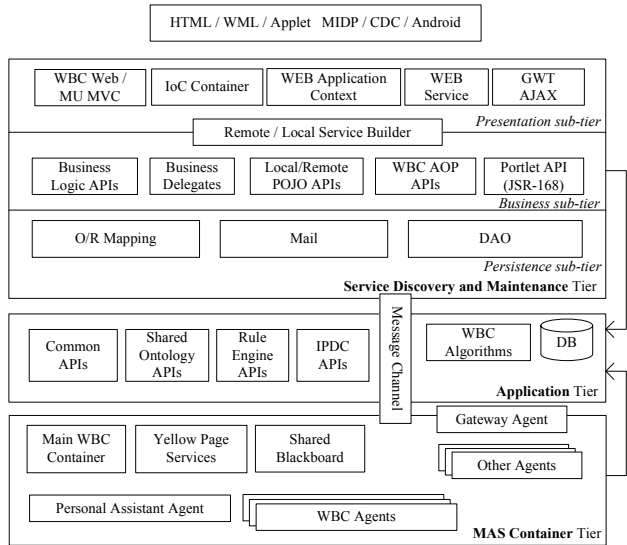 HTML / WML / Applet   MIDP / CDC / Android
WBC Web /
MU MVC
IoC Container
WEB Application
Context
WEB
Service
GWT
AJAX
Presentation sub-tier
Remote / Local Service Builder
Business
Logic APIs
Business
Delegates
Local/Remote
POJO APIs
WBC AOP
APIs
Portlet API
(JSR-168)
Business sub-tier
O/R Mapping
Mail
DAO
Persistence sub-tier
Service Discovery and Maintenance Tier
Message Channel
Common
APIs
Shared
Ontology
APIs
Rule
Engine
APIs
IPDC
APIs
WBC
Algorithms
DB
Application Tier
Main WBC
Container
Yellow Page
Services
Shared
Blackboard
Gateway Agent
Other Agents
Personal Assistant Agent
WBC Agents
MAS Container Tier